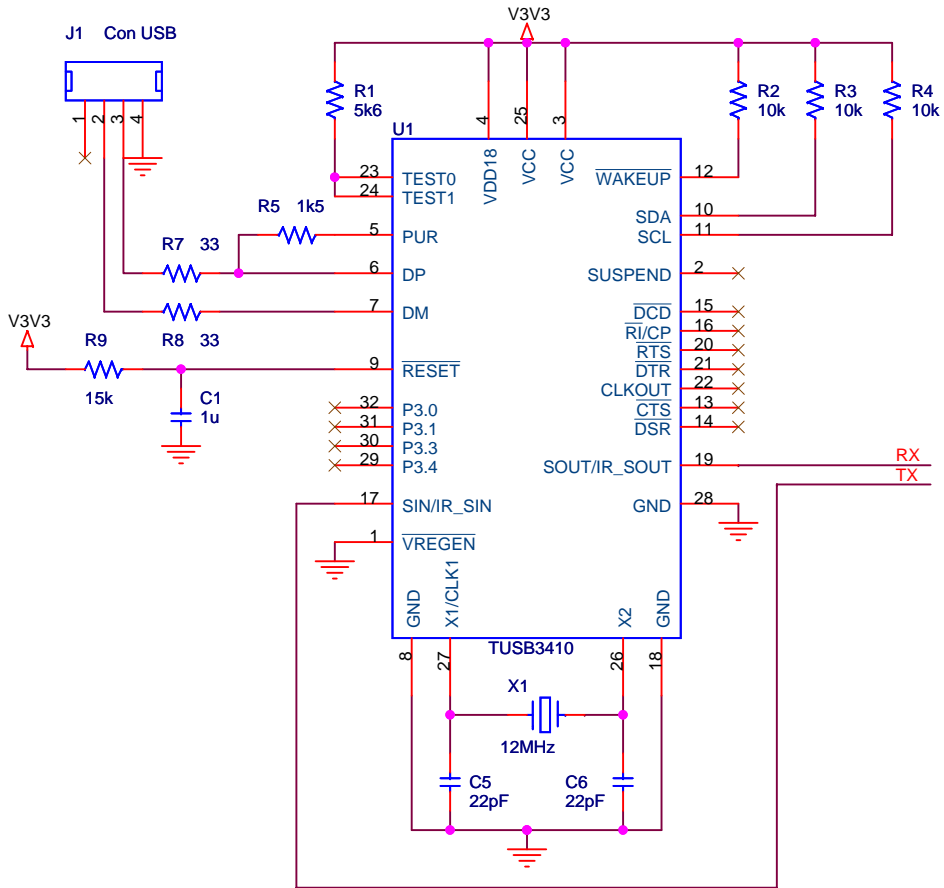 V3V3
J1 Con USB
1
2
3
4
R1
5k6
R2
10k
R3
10k
R4
10k
4
25
3
U1
VDD18
VCC
VCC
23
TEST0
24
TEST1
WAKEUP
12
R5 1k5
5
PUR
SDA
10
SCL
11
R7 33
6
DP
SUSPEND
2
7
DM
R8 33
V3V3
R9
15k
9
RESET
C1
1u
DCD
15
RI/CP
16
RTS
20
DTR
21
CLKOUT
22
CTS
13
DSR
14
32
P3.0
31
P3.1
30
P3.3
29
P3.4
SOUT/IR_SOUT
19
RX
TX
17
SIN/IR_SIN
GND
28
1
VREGEN
GND
X1/CLK1
X2
GND
TUSB3410
8
27
26
18
X1
12MHz
C5
22pF
C6
22pF